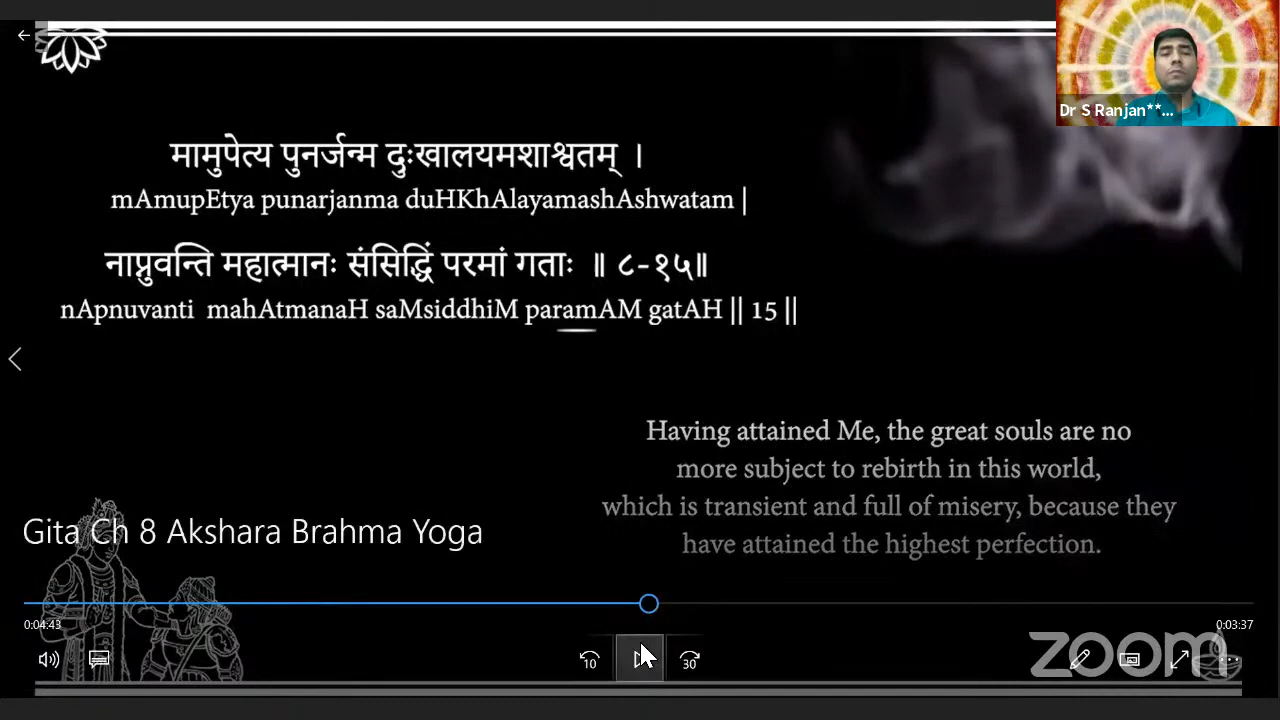 Dr S Ranjan**...
मामुपेत्य पुनर्जन्म दुःखालयमशाश्वतम् ।
mAmupEtya punarjanma duHKhAlayamashAshwatam |
नाप्नुवन्ति महात्मानः संसिद्धिं परमां गताः ॥ ८-१५॥
nApnuvanti mahAtmanaH saMsiddhiM paramAM gatAH || 15 ||
Having attained Me, the great souls are no
more subject to rebirth in this world,
which is transient and full of misery, because they
have attained the highest perfection.
Gita Ch 8 Akshara Brahma Yoga
0:04:43
0:03:37
10
30
zoom